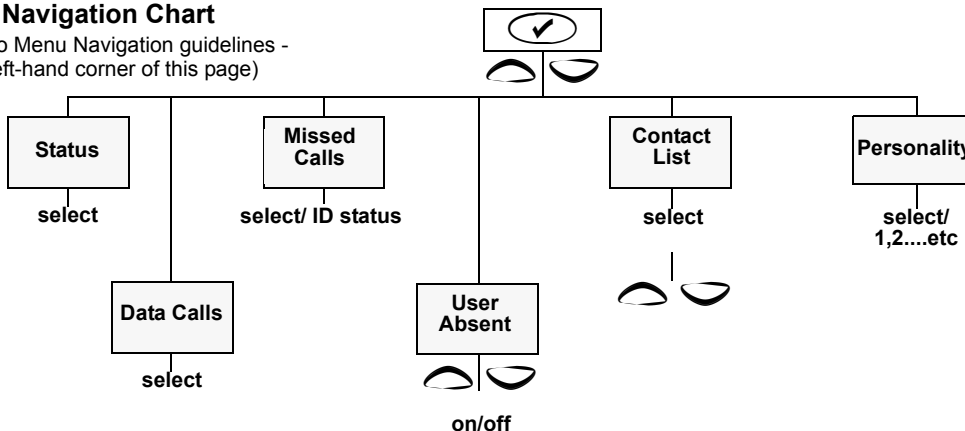 Navigation Chart
o Menu Navigation guidelines -
eft-hand corner of this page)
Status
select
Data Calls
select
Missed
Calls
select/ ID status
User
Absent
on/off
Contact
List
select
Personality
select/
1,2....etc